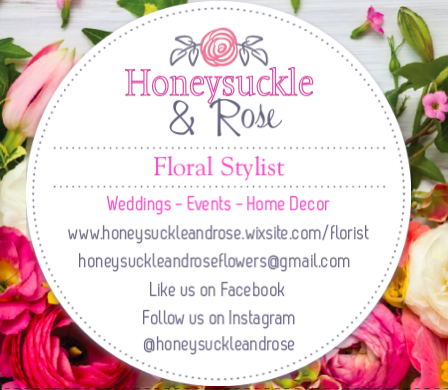 Honeysuckle
& Rose
Floral Stylist
Weddings - Events - Home Decor
www.honeysuckleandrose.wixsite.com/florist
honeysuckleandroseflowers@gmail.com
Like us on Facebook
Follow us on Instagram
@honeysuckleandrose